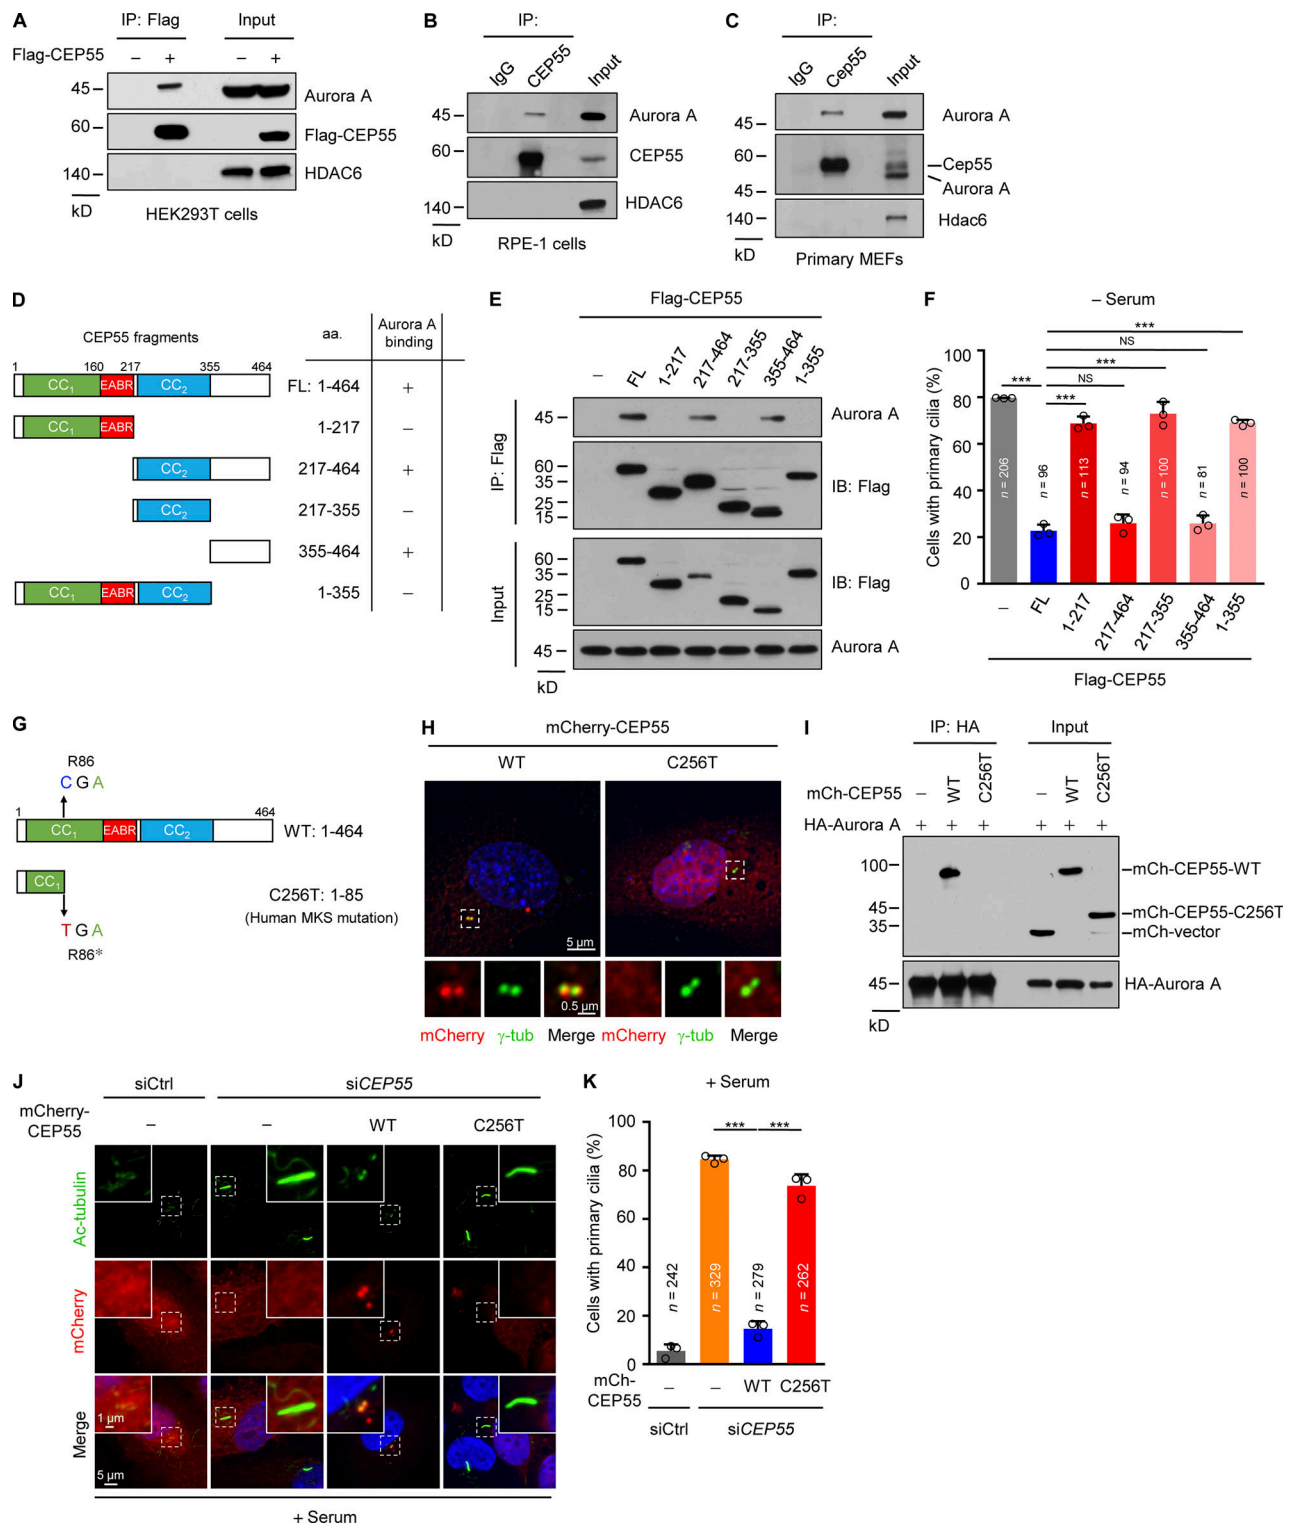 A
IP: Flag Input
Flag-CEP55 – + – +
45 Aurora A
60 Flag-CEP55
140 HDAC6
kD
HEK293T cells
B
IP:
IgG CEP55 Input
45 Aurora A
60 CEP55
140 HDAC6
kD
RPE-1 cells
C
IP:
IgG Cep55 Input
45 Aurora A
60 Cep55
45 Aurora A
140 Hdac6
kD
Primary MEFs
D
CEP55 fragments aa. Aurora A binding
1 160 217 355 464
CC1 EABR CC2 FL: 1-464 +
CC1 EABR 1-217 –
CC2 217-464 +
CC2 217-355 –
355-464 +
CC1 EABR CC2 1-355 –
E
Flag-CEP55
– FL 1-217 217-464 217-355 355-464 1-355
IP: Flag
45 Aurora A
60
35
25
15
IB: Flag
Input
60
35
25
15
IB: Flag
45 Aurora A
kD
F
– Serum
***
NS
***
NS
*** ***
Cells with primary cilia (%)
100
80
60
40
20
0
n = 206 n = 96 n = 113 n = 94 n = 100 n = 81 n = 100
– FL 1-217 217-464 217-355 355-464 1-355
Flag-CEP55
G
R86
C G A
1 464
CC1 EABR CC2 WT: 1-464
CC1 C256T: 1-85
(Human MKS mutation)
T G A
R86*
H
mCherry-CEP55
WT C256T
5 µm
0.5 µm
mCherry γ-tub Merge mCherry γ-tub Merge
I
IP: HA Input
mCh-CEP55 – WT C256T – WT C256T
HA-Aurora A + + + + + +
100 mCh-CEP55-WT
45 mCh-CEP55-C256T
35 mCh-vector
45 HA-Aurora A
kD
J
siCtrl siCEP55
mCherry-
CEP55 – – WT C256T
Ac-tubulin
mCherry
Merge
1 µm
5 µm
+ Serum
K
+ Serum
*** ***
Cells with primary cilia (%)
100
80
60
40
20
0
n = 242 n = 329 n = 279 n = 262
mCh-
CEP55 – – WT C256T
siCtrl siCEP55